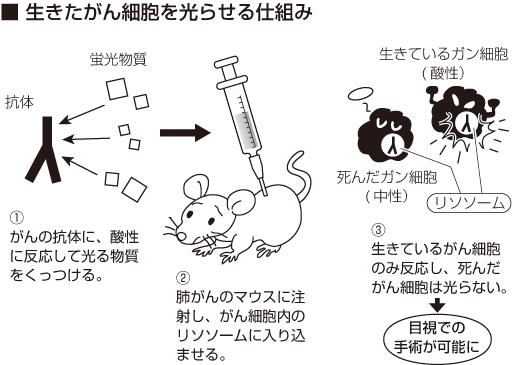 ■ 生きたがん細胞を光らせる仕組み
蛍光物質
抗体
①
がんの抗体に、酸性
に反応して光る物質
をくっつける。
②
肺がんのマウスに注
射し、がん細胞内の
リソソームに入り込
ませる。
生きているガン細胞
(酸性)
死んだガン細胞
(中性)
リソソーム
③
生きているがん細胞
のみ反応し、死んだ
がん細胞は光らない。
目視での
手術が可能に